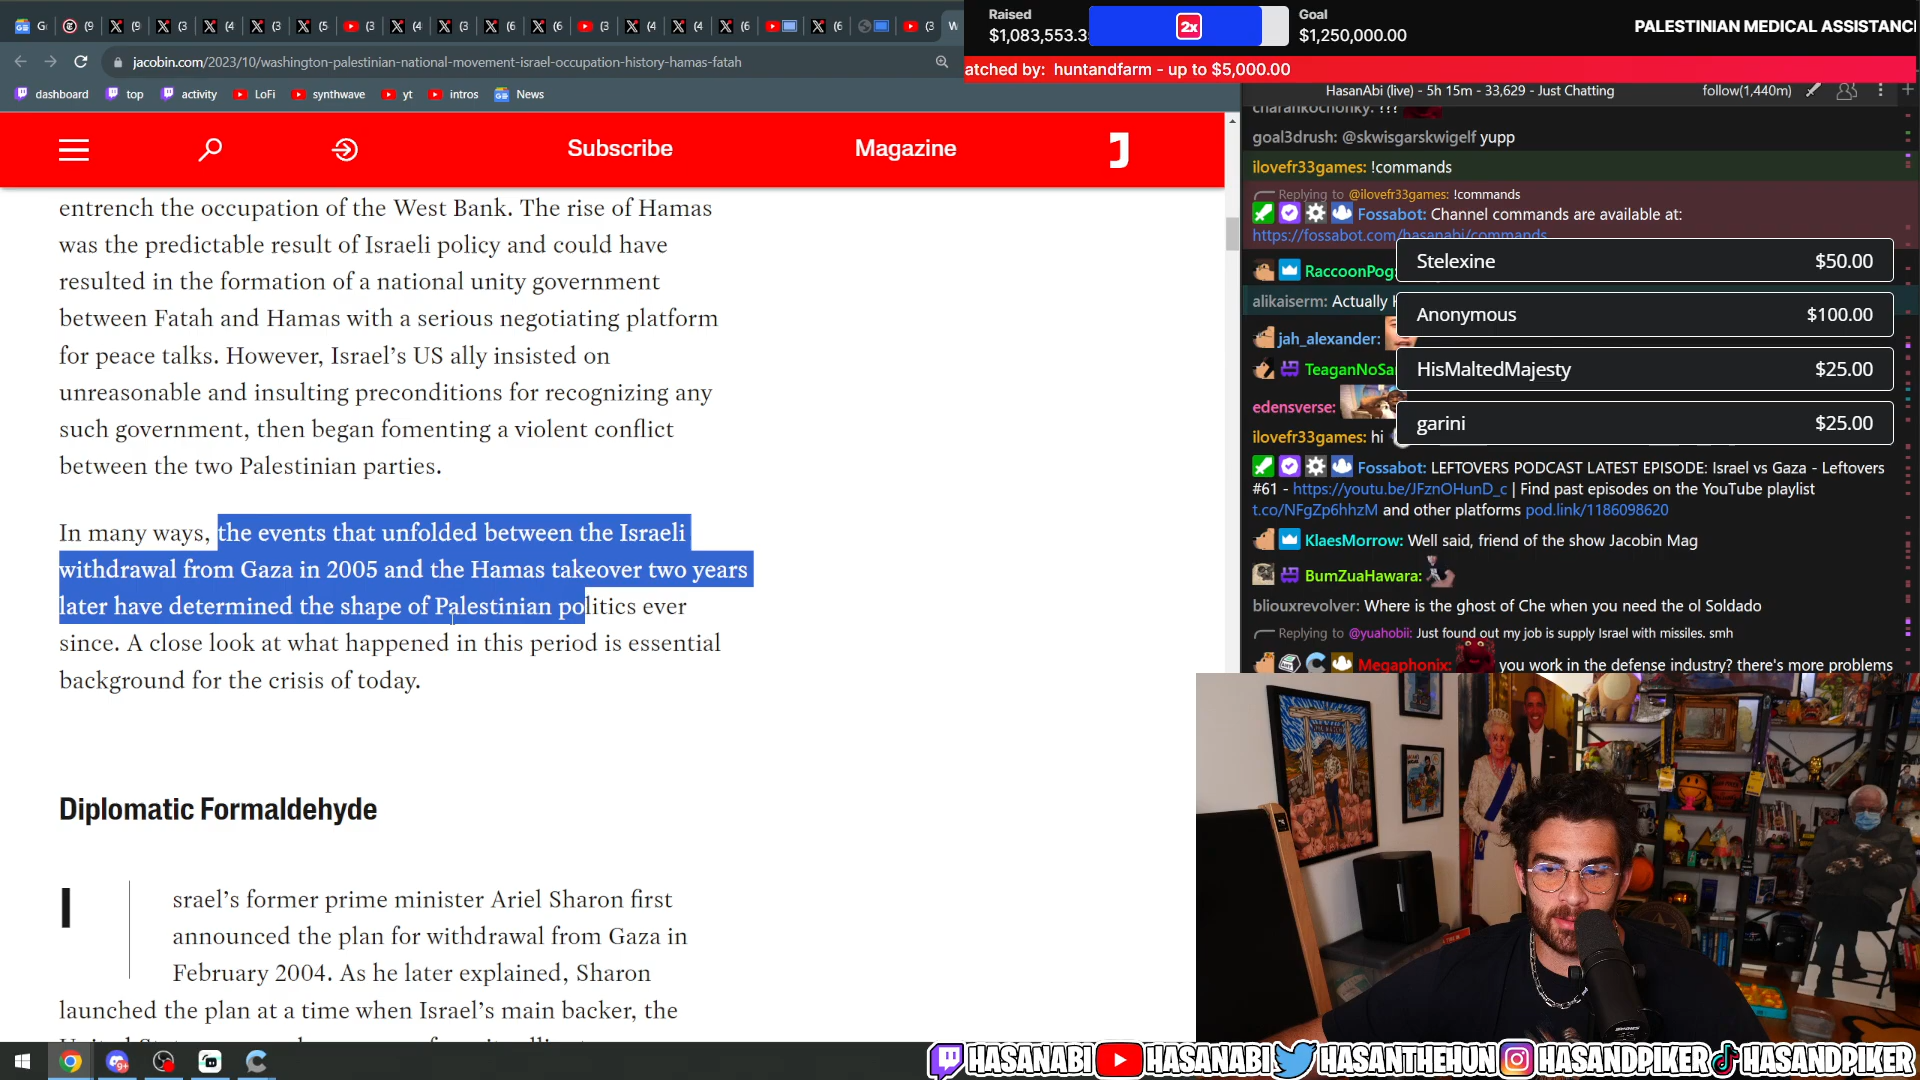 Raised
Goal
$1,083,553.3
2x
$1,250,000.00
PALESTINIAN MEDICAL ASSISTANC
atched by: huntandfarm - up to $5,000.00
jacobin.com/2023/10/washington-palestinian-national-movement-israel-occupation-history-hamas-fatah
dashboard top activity LoFi synthwave yt intros News
Subscribe Magazine
entrench the occupation of the West Bank. The rise of Hamas
was the predictable result of Israeli policy and could have
resulted in the formation of a national unity government
between Fatah and Hamas with a serious negotiating platform
for peace talks. However, Israel’s US ally insisted on
unreasonable and insulting preconditions for recognizing any
such government, then began fomenting a violent conflict
between the two Palestinian parties.
In many ways, the events that unfolded between the Israeli
withdrawal from Gaza in 2005 and the Hamas takeover two years
later have determined the shape of Palestinian politics ever
since. A close look at what happened in this period is essential
background for the crisis of today.
Diplomatic Formaldehyde
Israel’s former prime minister Ariel Sharon first
announced the plan for withdrawal from Gaza in
February 2004. As he later explained, Sharon
launched the plan at a time when Israel’s main backer, the
HasanAbi (live) - 5h 15m - 33,629 - Just Chatting
follow(1,440m)
charankochonky: ???
goal3drush: @skwisgarskwigelf yupp
ilovefr33games: !commands
Replying to @ilovefr33games: !commands
Fossabot: Channel commands are available at:
https://fossabot.com/hasanabi/commands
RaccoonPog:
alikaiserm: Actually
jah_alexander:
TeaganNoSa
edensverse:
ilovefr33games: hi
Stelexine $50.00
Anonymous $100.00
HisMaltedMajesty $25.00
garini $25.00
Fossabot: LEFTOVERS PODCAST LATEST EPISODE: Israel vs Gaza - Leftovers
#61 - https://youtu.be/JFznOHunD_c | Find past episodes on the YouTube playlist
t.co/NFgZp6hhzM and other platforms pod.link/1186098620
KlaesMorrow: Well said, friend of the show Jacobin Mag
BumZuaHawara:
bliouxrevolver: Where is the ghost of Che when you need the ol Soldado
Replying to @yuahobii: Just found out my job is supply Israel with missiles. smh
Megaphonix: you work in the defense industry? there's more problems
HASANABI HASANABI HASANTHEHUN HASANDPIKER HASANDPIKER